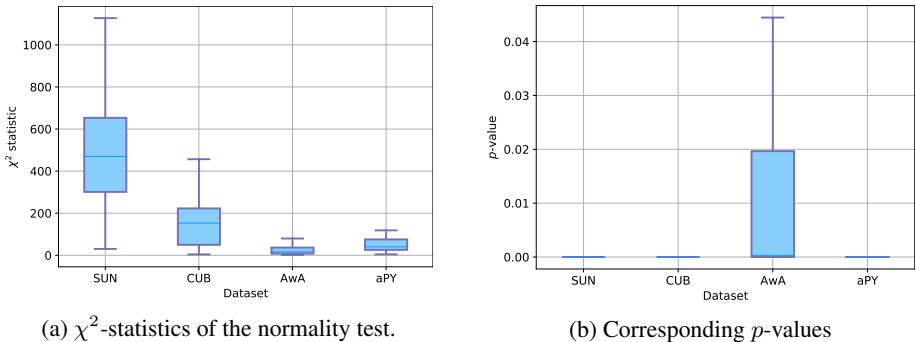 1000
800
600
400
200
0
χ² statistic
SUN CUB AwA aPY
Dataset
(a) χ²-statistics of the normality test.
0.04
0.03
0.02
0.01
0.00
p-value
SUN CUB AwA aPY
Dataset
(b) Corresponding p-values